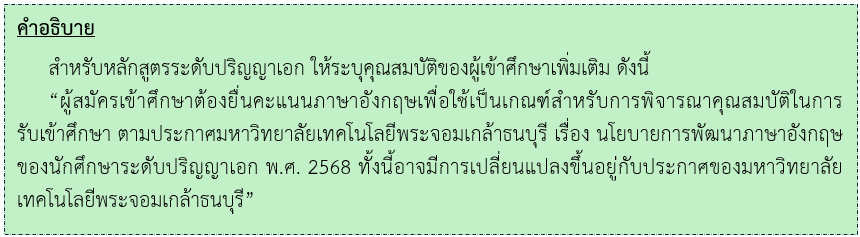 คำอธิบาย
สำหรับหลักสูตรระดับปริญญาเอก ให้ระบุคุณสมบัติของผู้เข้าศึกษาเพิ่มเติม ดังนี้
“ผู้สมัครเข้าศึกษาต้องยื่นคะแนนภาษาอังกฤษเพื่อใช้เป็นเกณฑ์สำหรับการพิจารณาคุณสมบัติในการ
รับเข้าศึกษา ตามประกาศมหาวิทยาลัยเทคโนโลยีพระจอมเกล้าธนบุรี เรื่อง นโยบายการพัฒนาภาษาอังกฤษ
ของนักศึกษาระดับปริญญาเอก พ.ศ. 2568 ทั้งนี้อาจมีการเปลี่ยนแปลงขึ้นอยู่กับประกาศของมหาวิทยาลัย
เทคโนโลยีพระจอมเกล้าธนบุรี”